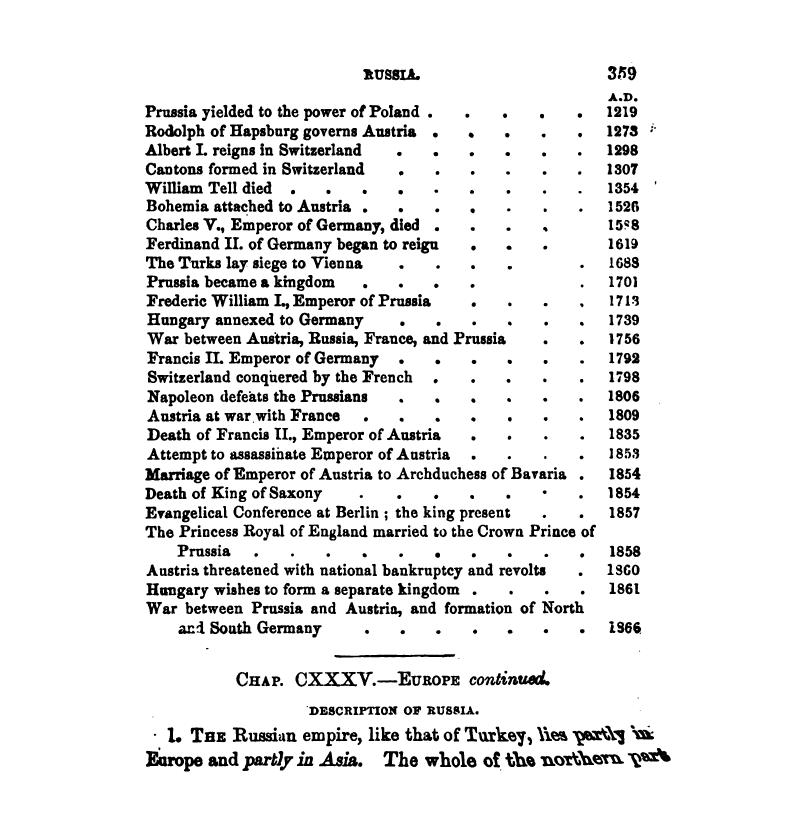 RUSSIA. 359
A.D.
Prussia yielded to the power of Poland . . . . . 1219
Rodolph of Hapsburg governs Austria . . . . . 1273
Albert I. reigns in Switzerland . . . . . . 1298
Cantons formed in Switzerland . . . . . . 1307
William Tell died . . . . . . . . . 1354
Bohemia attached to Austria . . . . . . . 1526
Charles V., Emperor of Germany, died . . . .
Ferdinand II. of Germany began to reign . . . 1619
The Turks lay siege to Vienna . . . . . 1683
Prussia became a kingdom . . . . . 1701
Frederic William I., Emperor of Prussia . . . . 1713
Hungary annexed to Germany . . . . . . 1739
War between Austria, Russia, France, and Prussia . . 1756
Francis II. Emperor of Germany . . . . . . 1792
Switzerland conquered by the French . . . . . 1798
Napoleon defeats the Prussians . . . . . . 1806
Austria at war with France . . . . . . . 1809
Death of Francis II., Emperor of Austria . . . . 1835
Attempt to assassinate Emperor of Austria . . . . 1853
Marriage of Emperor of Austria to Archduchess of Bavaria . 1854
Death of King of Saxony . . . . . . . 1854
Evangelical Conference at Berlin ; the king present . . 1857
The Princess Royal of England married to the Crown Prince of
Prussia . . . . . . . . . . 1858
Austria threatened with national bankruptcy and revolts . 1860
Hungary wishes to form a separate kingdom . . . . 1861
War between Prussia and Austria, and formation of North
and South Germany . . . . . . . 1866
CHAP. CXXXV.—EUROPE continued.
DESCRIPTION OF RUSSIA.
1. THE Russian empire, like that of Turkey, lies partly in
Europe and partly in Asia. The whole of the northern part